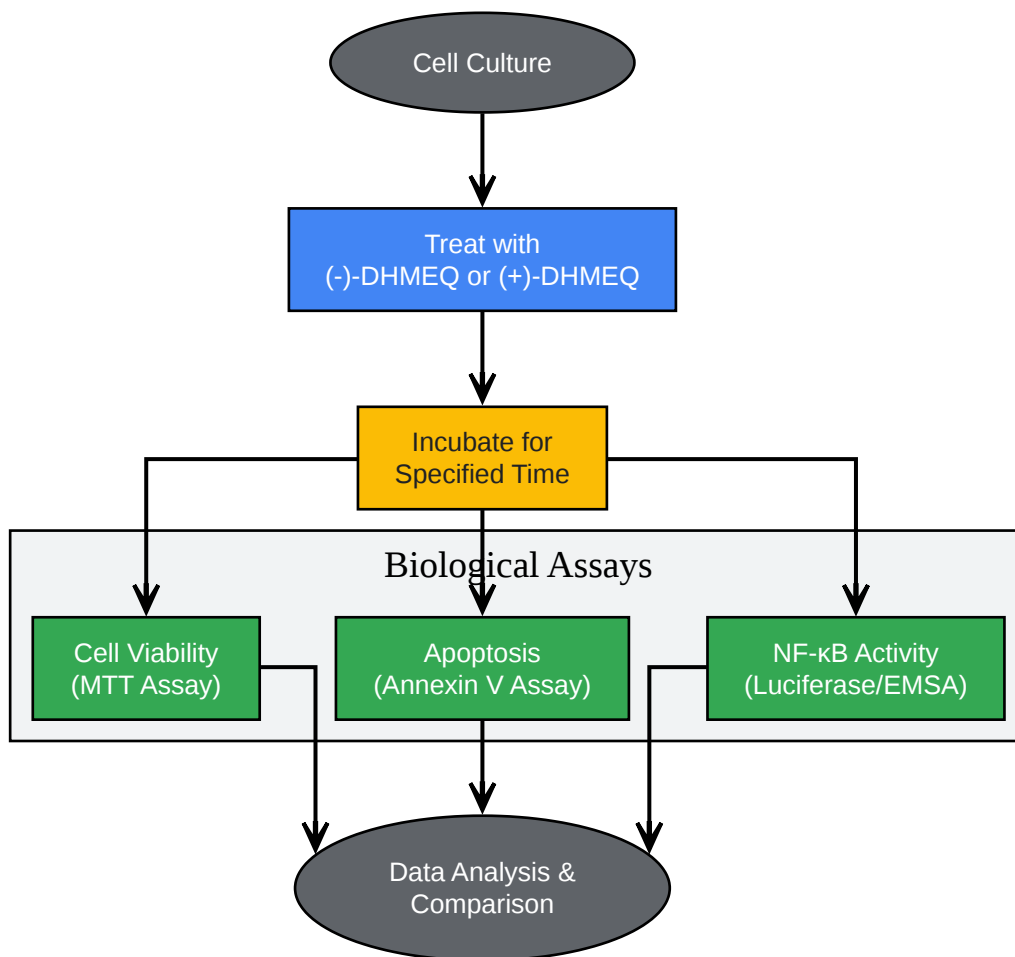 Cell Culture
Treat with
(-)-DHMEQ or (+)-DHMEQ
Incubate for
Specified Time
Biological Assays
Cell Viability
(MTT Assay)
Apoptosis
(Annexin V Assay)
NF-κB Activity
(Luciferase/EMSA)
Data Analysis &
Comparison